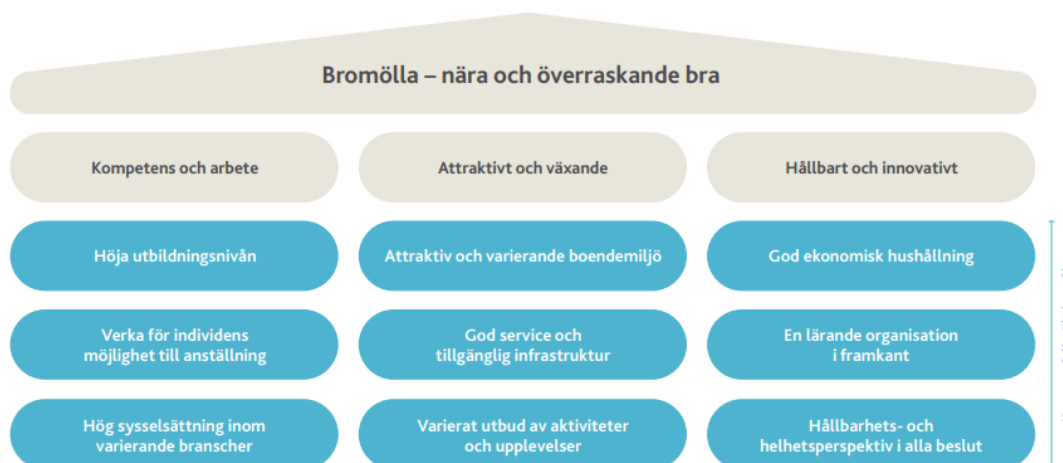 Bromölla – nära och överraskande bra
Kompetens och arbete
Attraktivt och växande
Hållbart och innovativt
Höja utbildningsnivån
Attraktiv och varierande boendemiljö
God ekonomisk hushållning
Verka för individens
möjlighet till anställning
God service och
tillgänglig infrastruktur
En lärande organisation
i framkant
Hög sysselsättning inom
varierande branscher
Varierat utbud av aktiviteter
och upplevelser
Hållbarhets- och
helhetsperspektiv i alla beslut